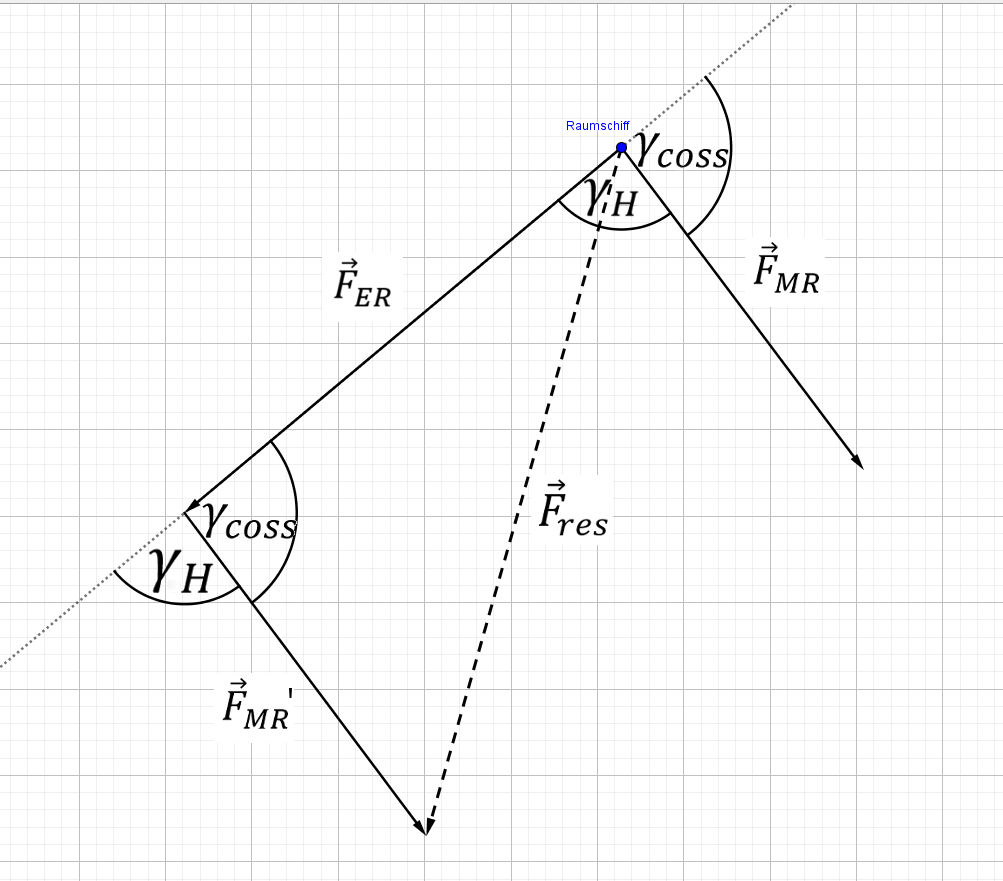 Raumschiff
γcoss
γH
F⃗MR
F⃗ER
F⃗res
γcoss
γH
F⃗MR'